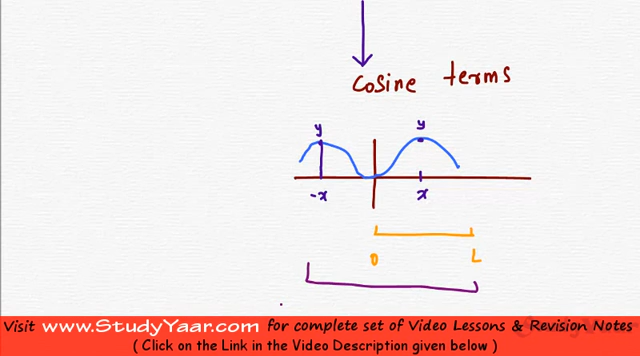 Cosine terms
y y
-x x
0 L
Visit www.StudyYaar.com for complete set of Video Lessons & Revision Notes
( Click on the Link in the Video Description given below )